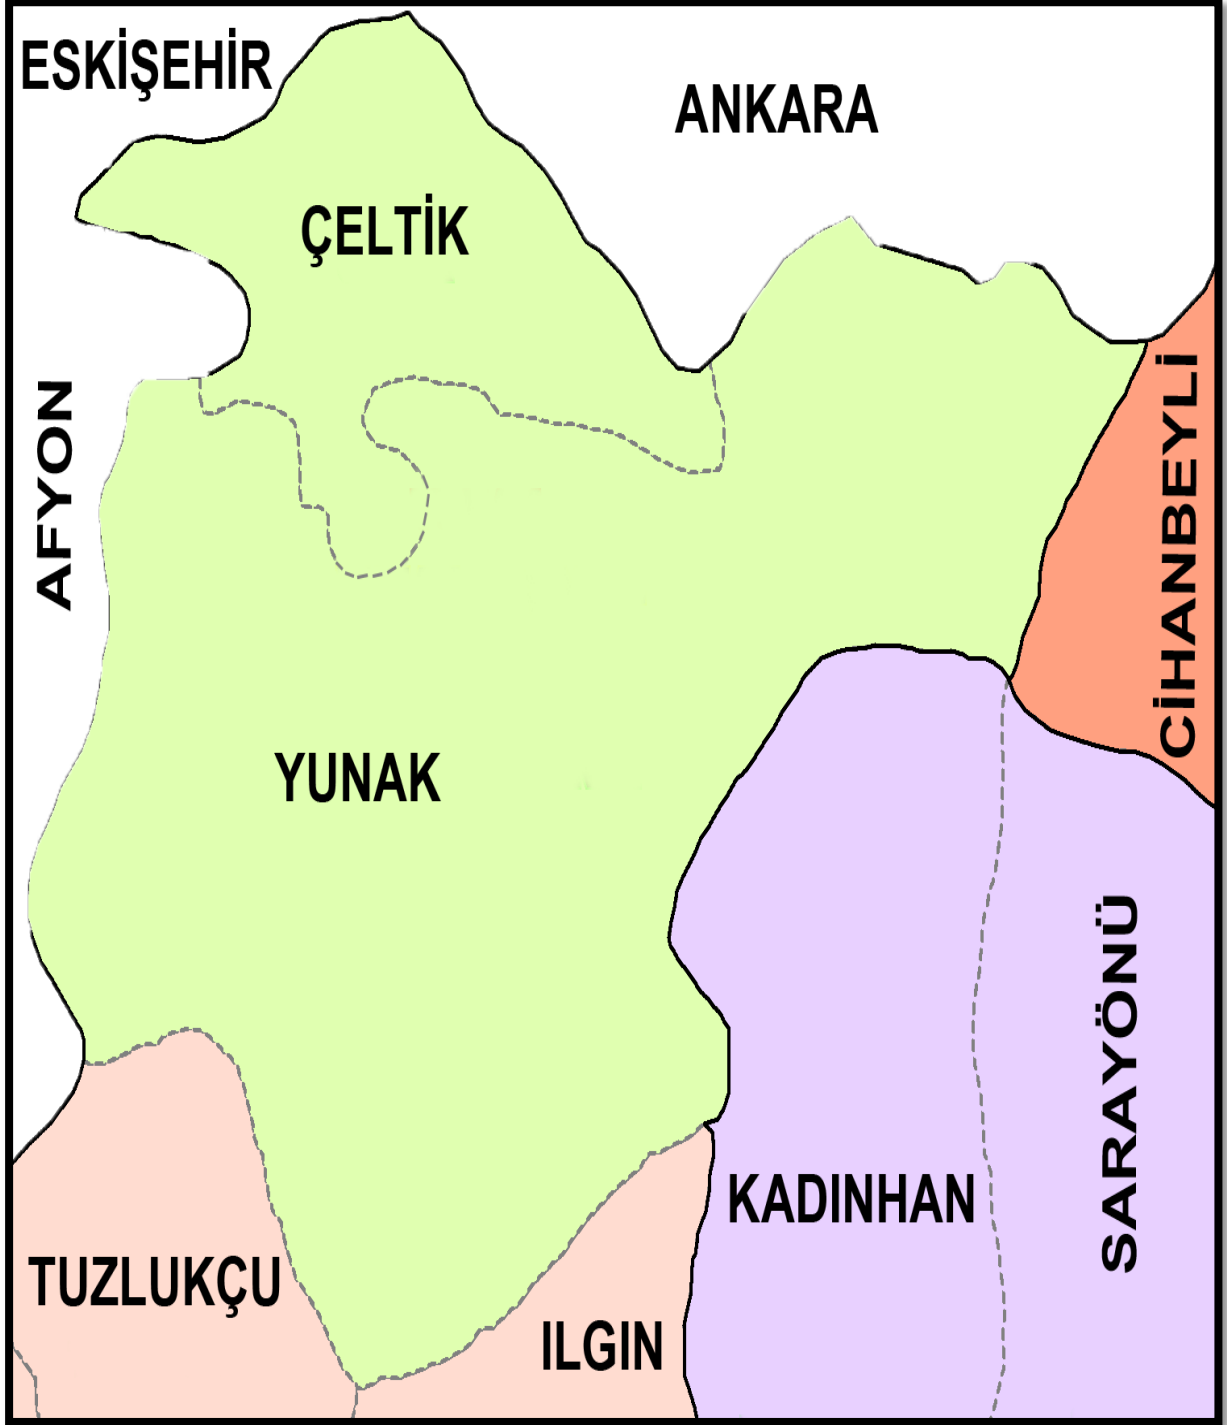 ESKİŞEHİR
ANKARA
ÇELTİK
AFYON
CİHANBEYLİ
YUNAK
SARAYÖNÜ
KADINHAN
TUZLUKÇU
ILGIN